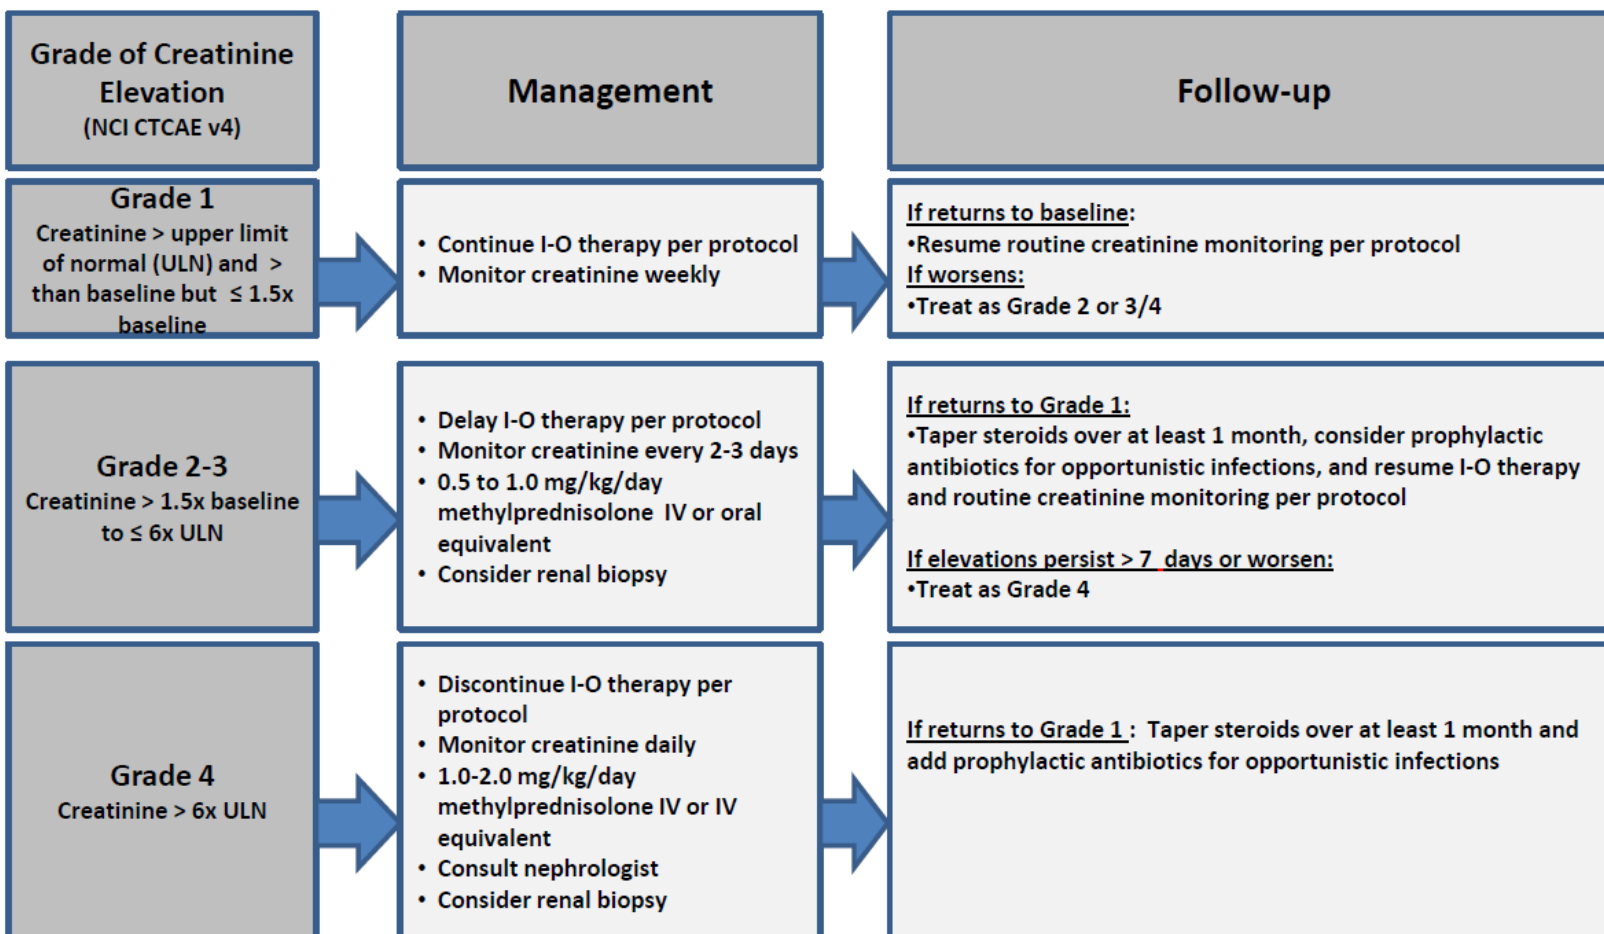 Grade of Creatinine
Elevation
(NCI CTCAE v4)
Management
Follow-up
Grade 1
Creatinine > upper limit
of normal (ULN) and >
than baseline but ≤ 1.5x
baseline
• Continue I-O therapy per protocol
• Monitor creatinine weekly
If returns to baseline:
•Resume routine creatinine monitoring per protocol
If worsens:
•Treat as Grade 2 or 3/4
Grade 2-3
Creatinine > 1.5x baseline
to ≤ 6x ULN
• Delay I-O therapy per protocol
• Monitor creatinine every 2-3 days
• 0.5 to 1.0 mg/kg/day
methylprednisolone IV or oral
equivalent
• Consider renal biopsy
If returns to Grade 1:
•Taper steroids over at least 1 month, consider prophylactic
antibiotics for opportunistic infections, and resume I-O therapy
and routine creatinine monitoring per protocol
If elevations persist > 7 days or worsen:
•Treat as Grade 4
Grade 4
Creatinine > 6x ULN
• Discontinue I-O therapy per
protocol
• Monitor creatinine daily
• 1.0-2.0 mg/kg/day
methylprednisolone IV or IV
equivalent
• Consult nephrologist
• Consider renal biopsy
If returns to Grade 1 : Taper steroids over at least 1 month and
add prophylactic antibiotics for opportunistic infections